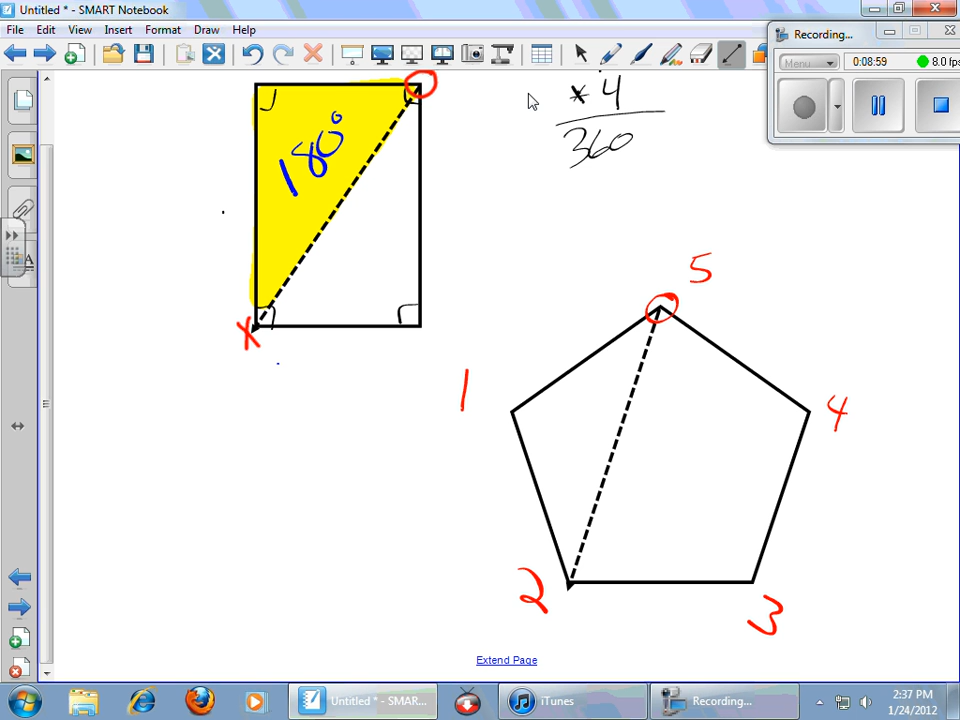 Untitled * - SMART Notebook
File Edit View Insert Format Draw Help
Recording...
Menu
0:08:59
8.0 fps
180°
× 4
360
X
5
1
4
2
3
Extend Page
Untitled * - SMAR...
iTunes
Recording...
2:37 PM
1/24/2012